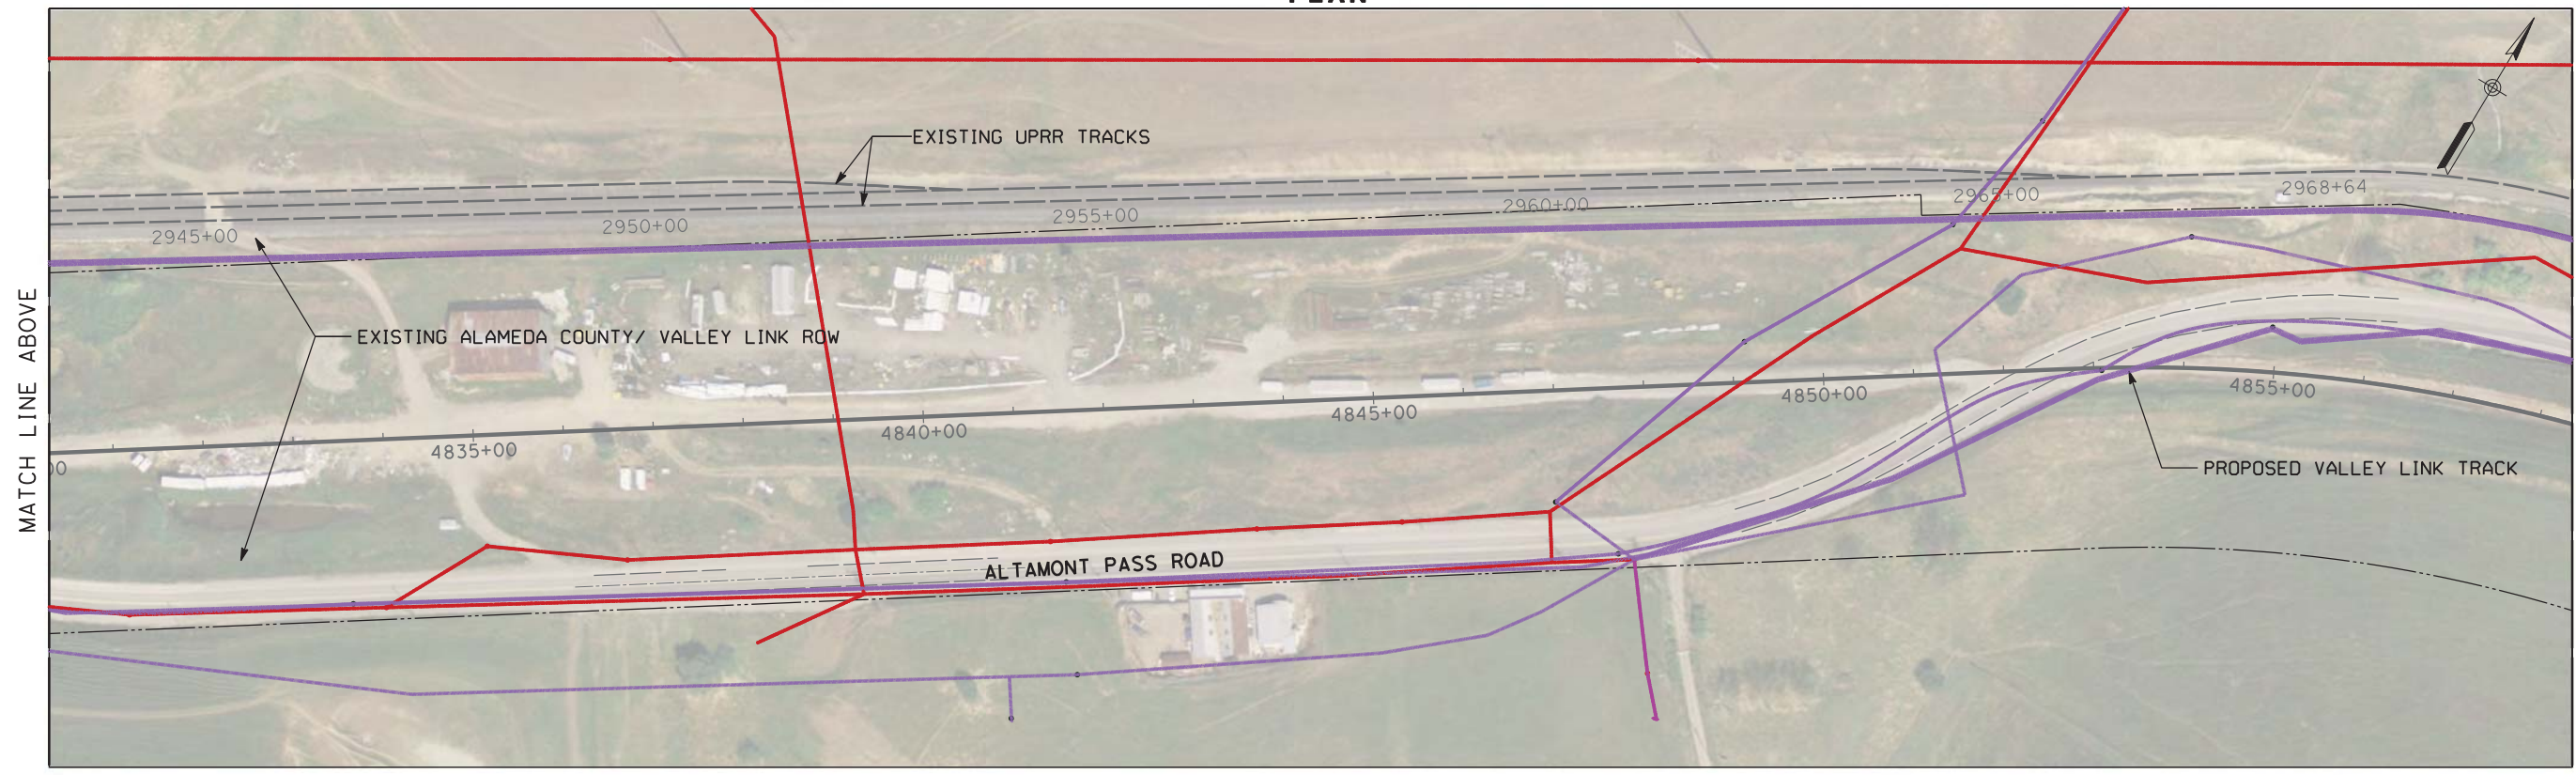 EXISTING UPRR TRACKS
2968+64
2965+00
2960+00
2955+00
2950+00
2945+00
EXISTING ALAMEDA COUNTY/ VALLEY LINK ROW
MATCH LINE ABOVE
4855+00
4850+00
4845+00
4840+00
4835+00
00
PROPOSED VALLEY LINK TRACK
ALTAMONT PASS ROAD